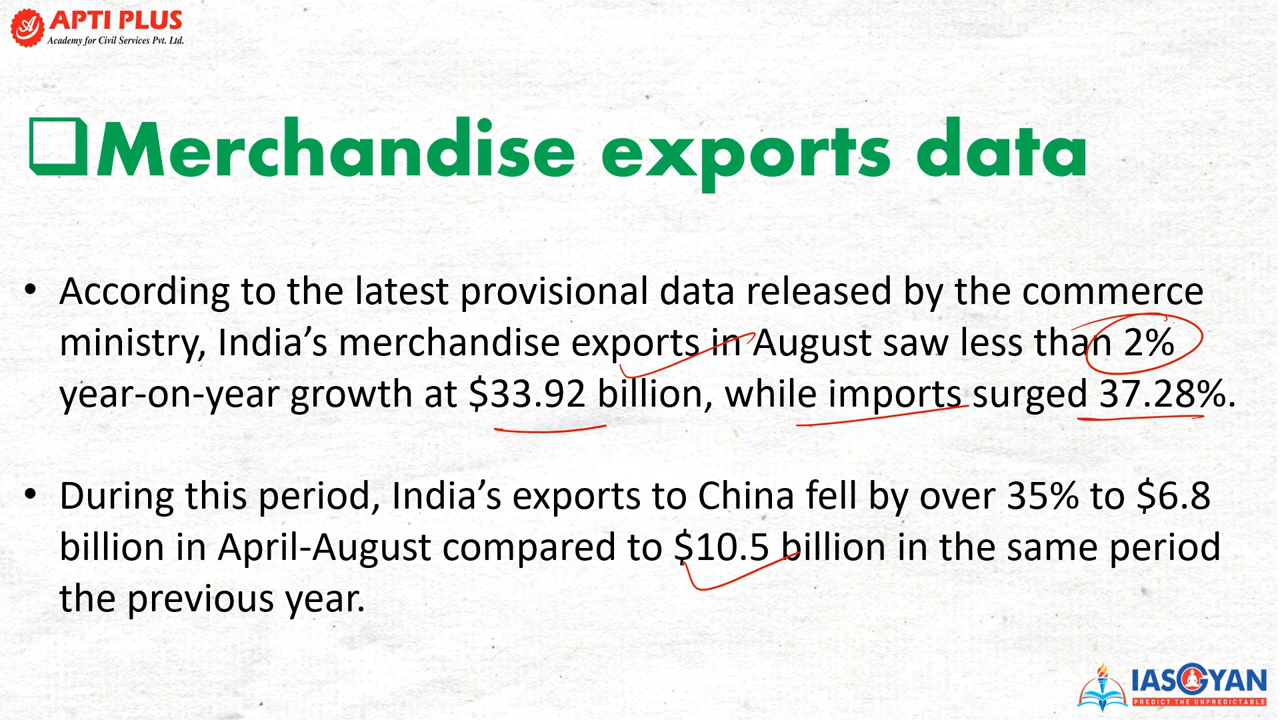 APTI PLUS
Academy for Civil Services Pvt. Ltd.
Merchandise exports data
• According to the latest provisional data released by the commerce
ministry, India’s merchandise exports in August saw less than 2%
year-on-year growth at $33.92 billion, while imports surged 37.28%.
• During this period, India’s exports to China fell by over 35% to $6.8
billion in April-August compared to $10.5 billion in the same period
the previous year.
IASGYAN
PREDICT THE UNPREDICTABLE